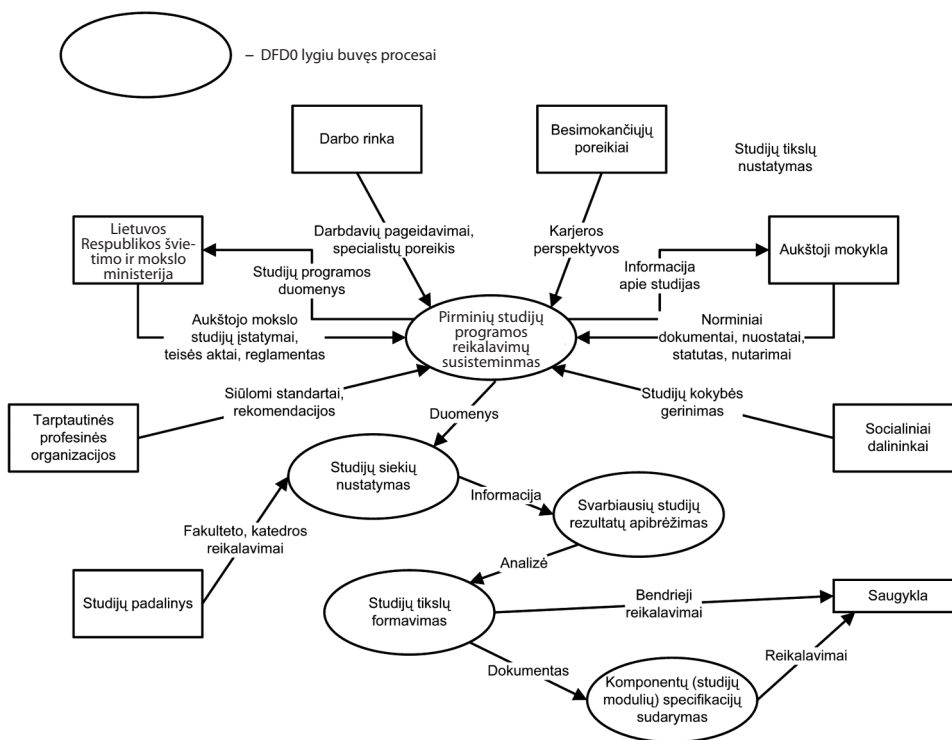 – DFD0 lygiu buvęs procesai
Darbo rinka
Besimokančiųjų
poreikiai
Studijų tikslų
nustatymas
Lietuvos
Respublikos švie-
timo ir mokslo
ministerija
Darbdavių pageidavimai,
specialistų poreikis
Karjeros
perspektyvos
Aukštoji mokykla
Studijų programos
duomenys
Informacija
apie studijas
Aukštojo mokslo
studijų įstatymai,
teisės aktai, reglamentas
Pirminių studijų
programos
reikalavimų
susisteminmas
Norminiai
dokumentai, nuostatai,
statutas, nutarimai
Siūlomi standartai,
rekomendacijos
Studijų kokybės
gerinimas
Tarptautinės
profesinės
organizacijos
Duomenys
Socialiniai
dalininkai
Studijų siekių
nustatymas
Informacija
Svarbiausių studijų
rezultatų apibrėžimas
Fakulteto, katedros
reikalavimai
Analizė
Studijų padalinys
Studijų tikslų
formavimas
Bendrieji
reikalavimai
Saugykla
Dokumentas
Reikalavimai
Komponentų (studijų
modulių) specifikacijų
sudarymas